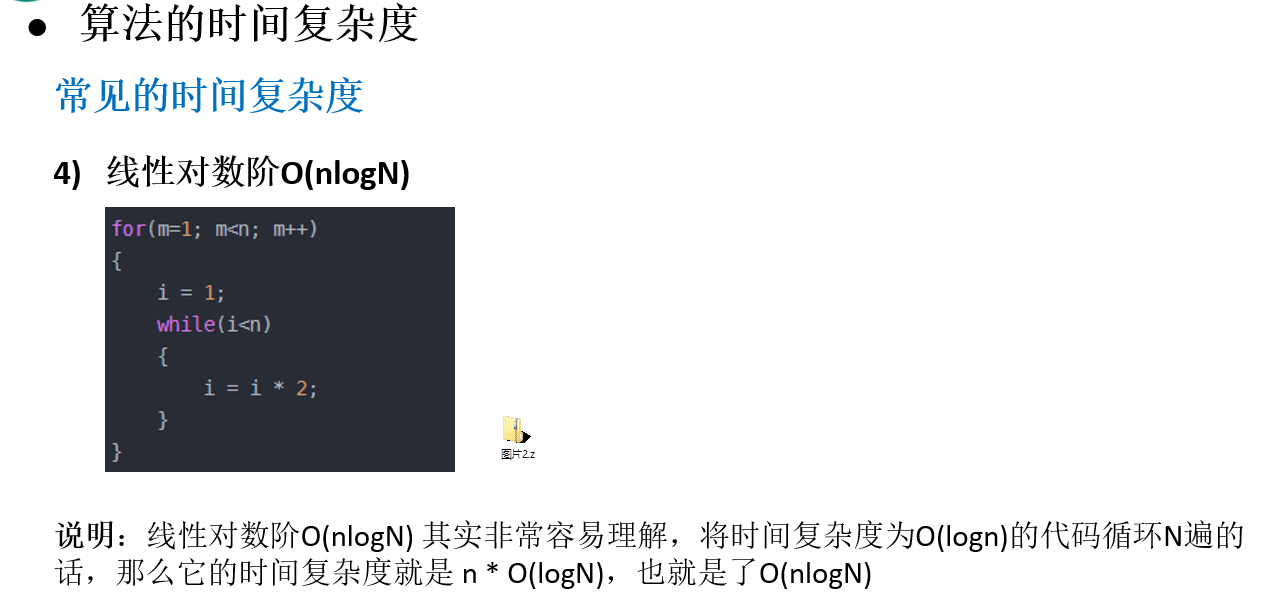 ● 算法的时间复杂度
常见的时间复杂度
4) 线性对数阶O(nlogN)
for(m=1; m<n; m++)
{
    i = 1;
    while(i<n)
    {
        i = i * 2;
    }
}
图片2.z
说明：线性对数阶O(nlogN) 其实非常容易理解，将时间复杂度为O(logn)的代码循环N遍的
话，那么它的时间复杂度就是 n * O(logN)，也就是了O(nlogN)